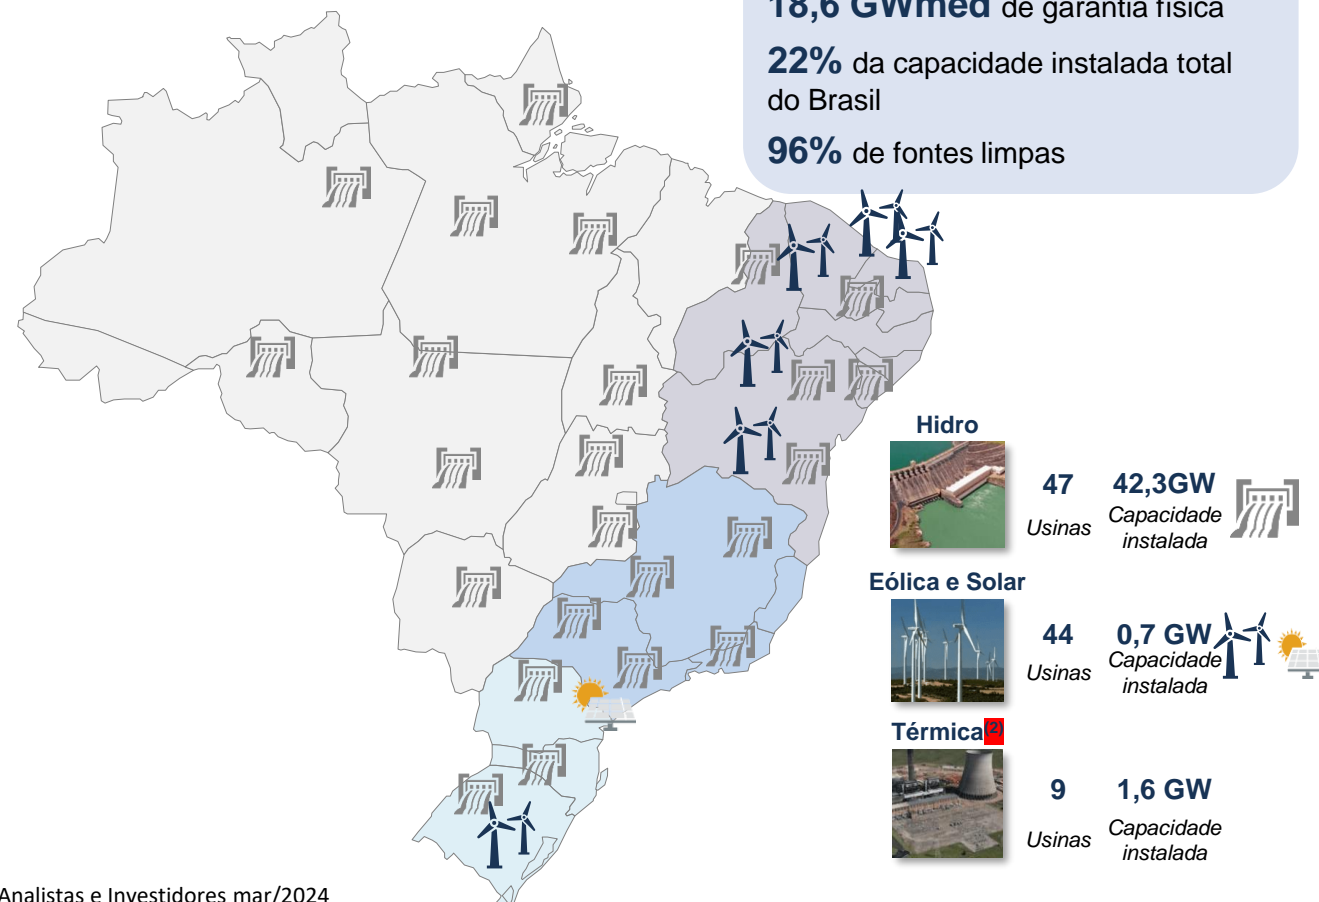 18,6 GWmed de garantia física
22% da capacidade instalada total
do Brasil
96% de fontes limpas
Hidro
47
Usinas
42,3GW
Capacidade
instalada
Eólica e Solar
44
Usinas
0,7 GW
Capacidade
instalada
Térmica(2)
9
Usinas
1,6 GW
Capacidade
instalada
Analistas e Investidores mar/2024